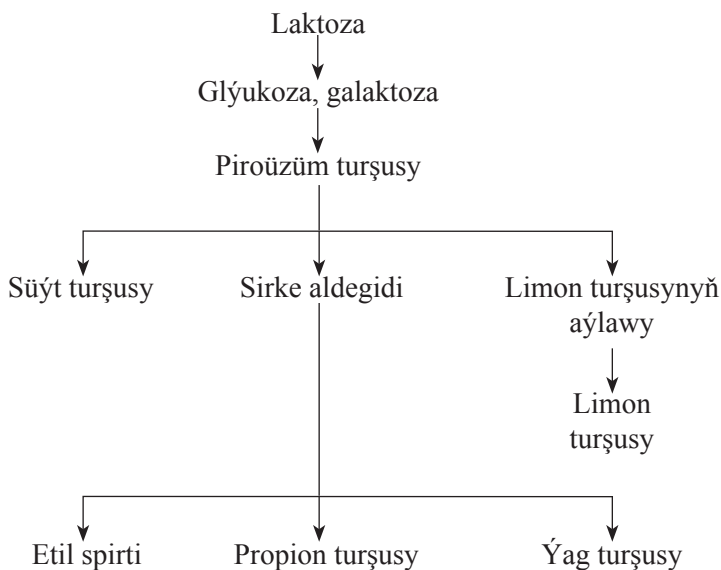 Laktoza
Glýukoza, galaktoza
Piroüzüm turşusy
Süýt turşusy
Sirke aldegidi
Limon turşusynyň
aýlawy
Limon
turşusy
Etil spirti
Propion turşusy
Ýag turşusy